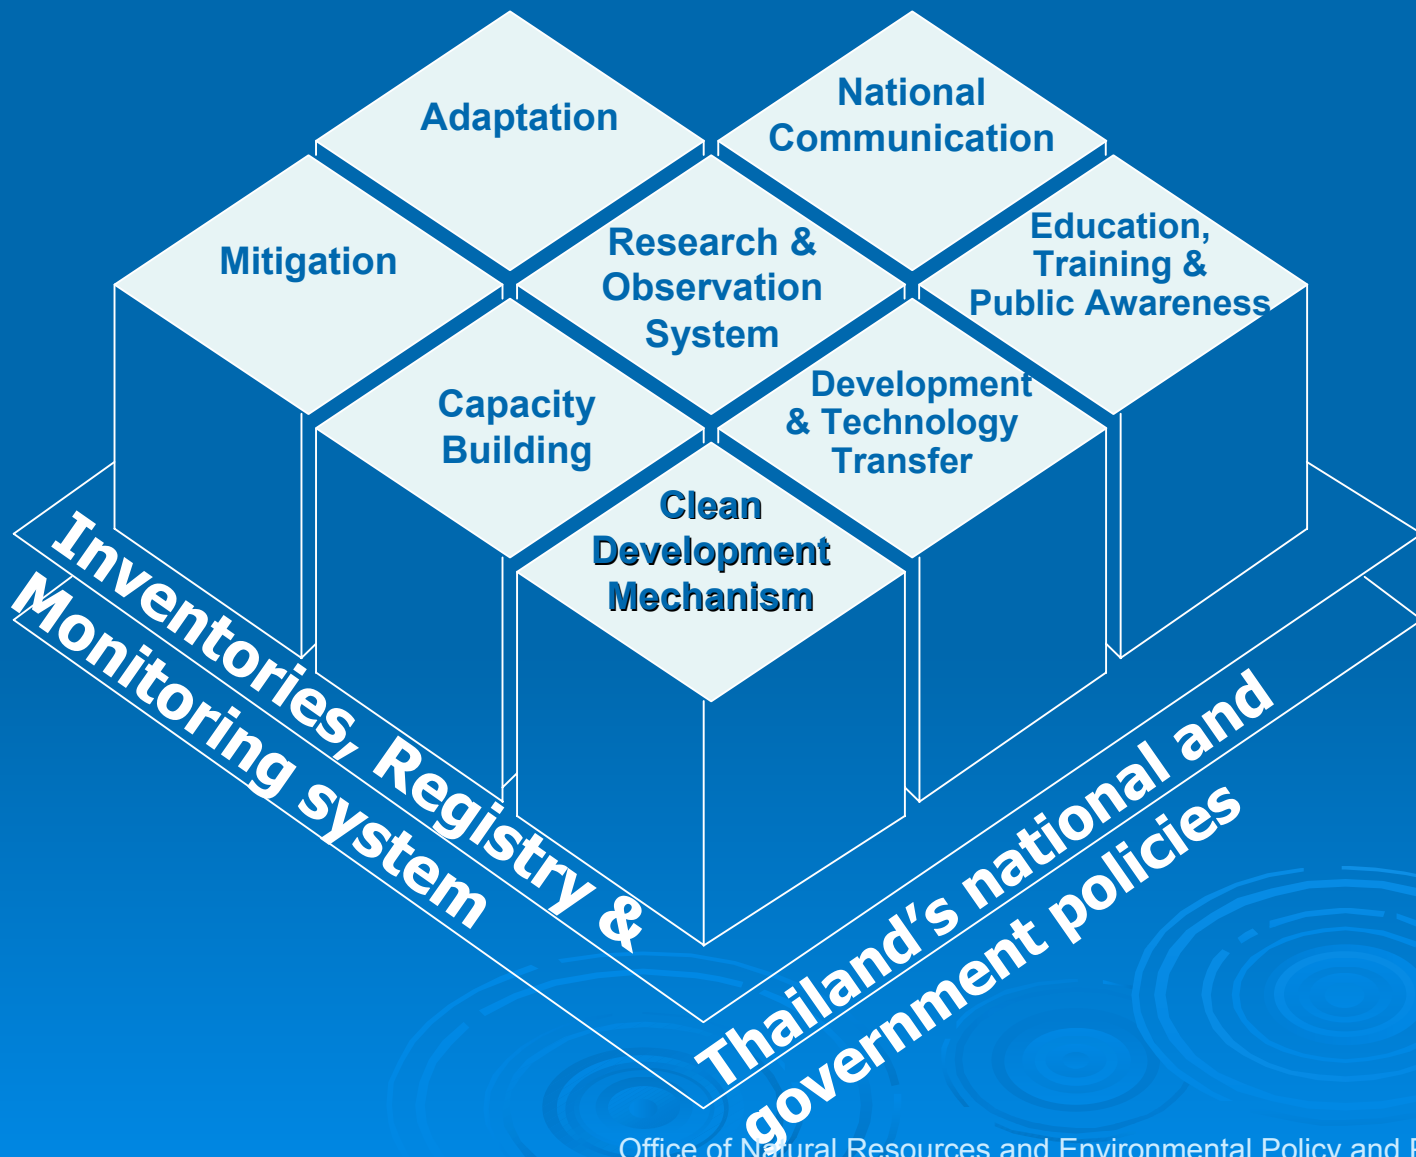 Adaptation
National
Communication
Mitigation
Research &
Observation
System
Education,
Training &
Public Awareness
Capacity
Building
Development
& Technology
Transfer
Clean
Development
Mechanism
Inventories, Registry &
Monitoring system
Thailand's national and
government policies
Office of Natural Resources and Environmental Policy and